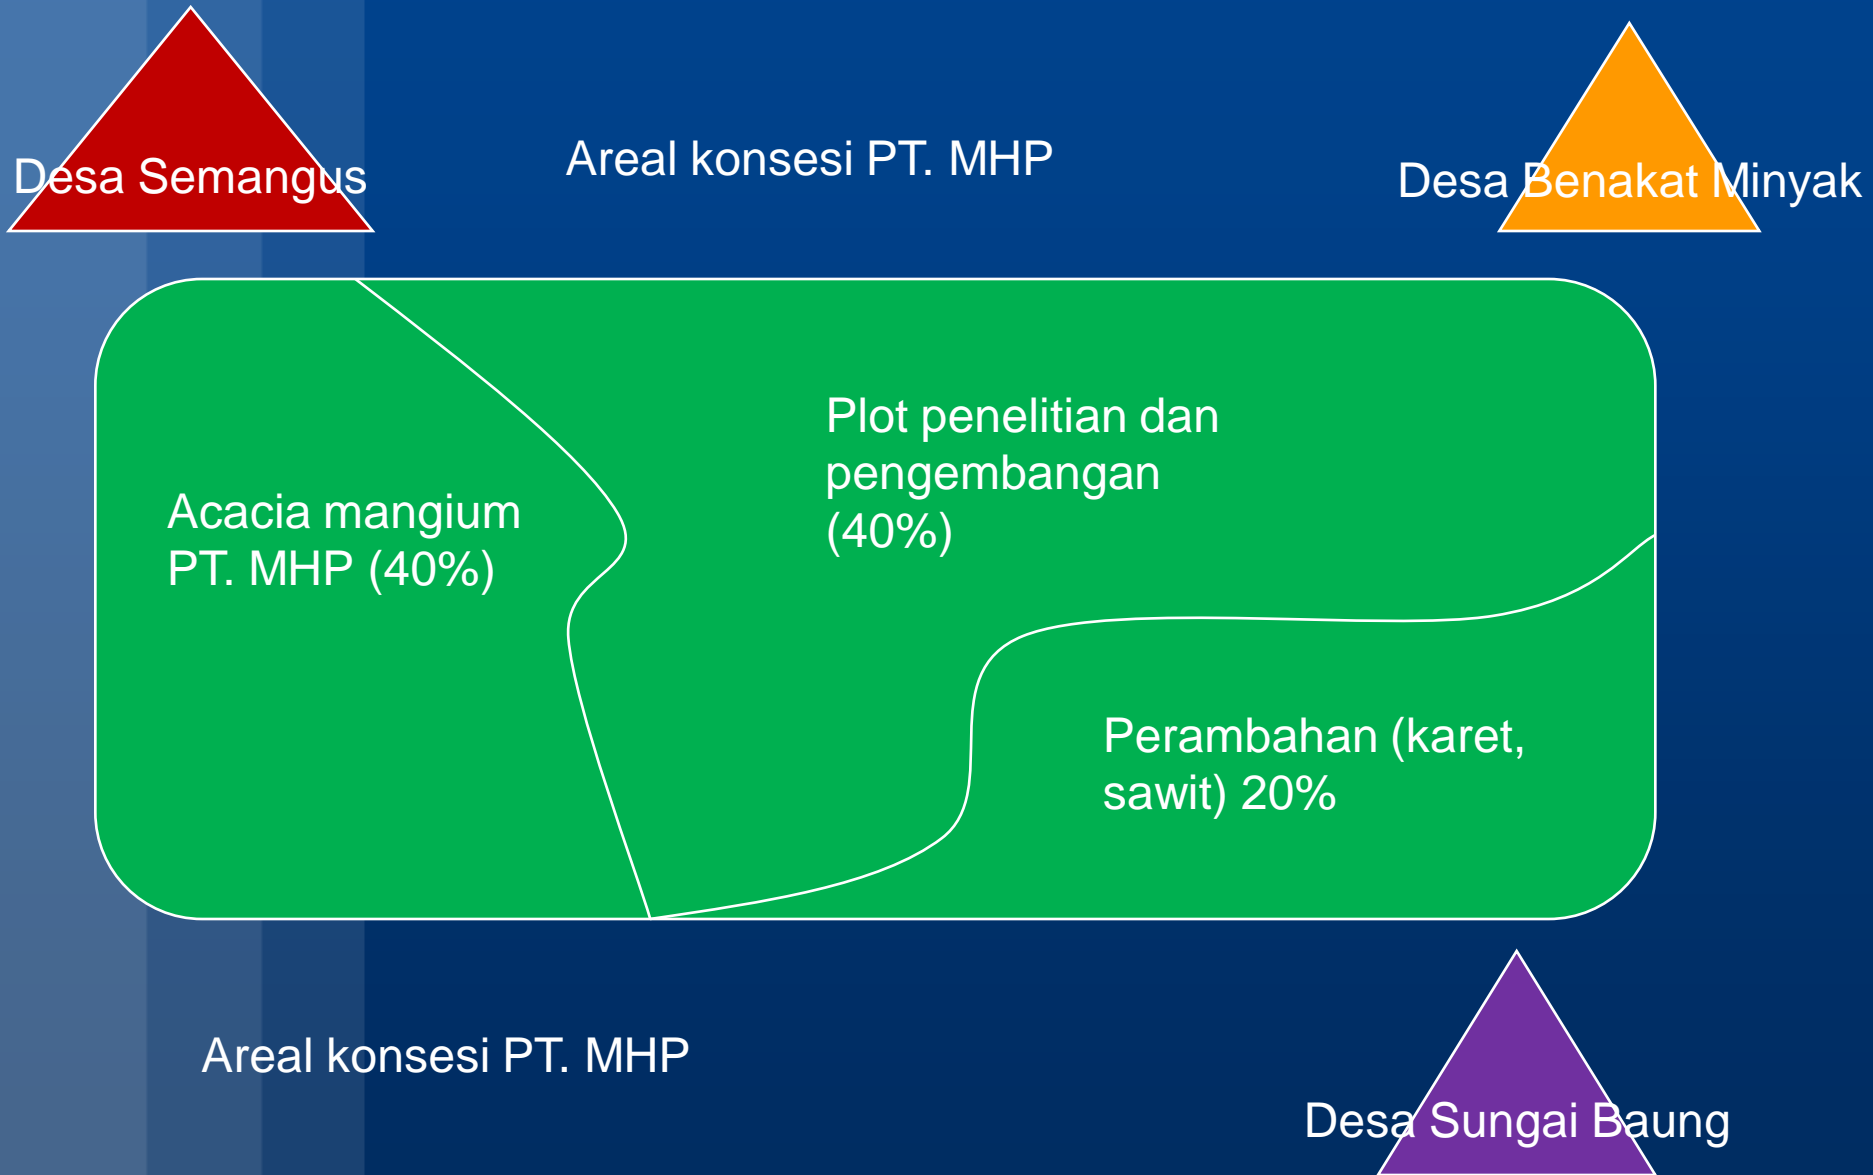 Desa Semangus
Areal konsesi PT. MHP
Desa Benakat Minyak
Acacia mangium
PT. MHP (40%)
Plot penelitian dan
pengembangan
(40%)
Perambahan (karet,
sawit) 20%
Areal konsesi PT. MHP
Desa Sungai Baung